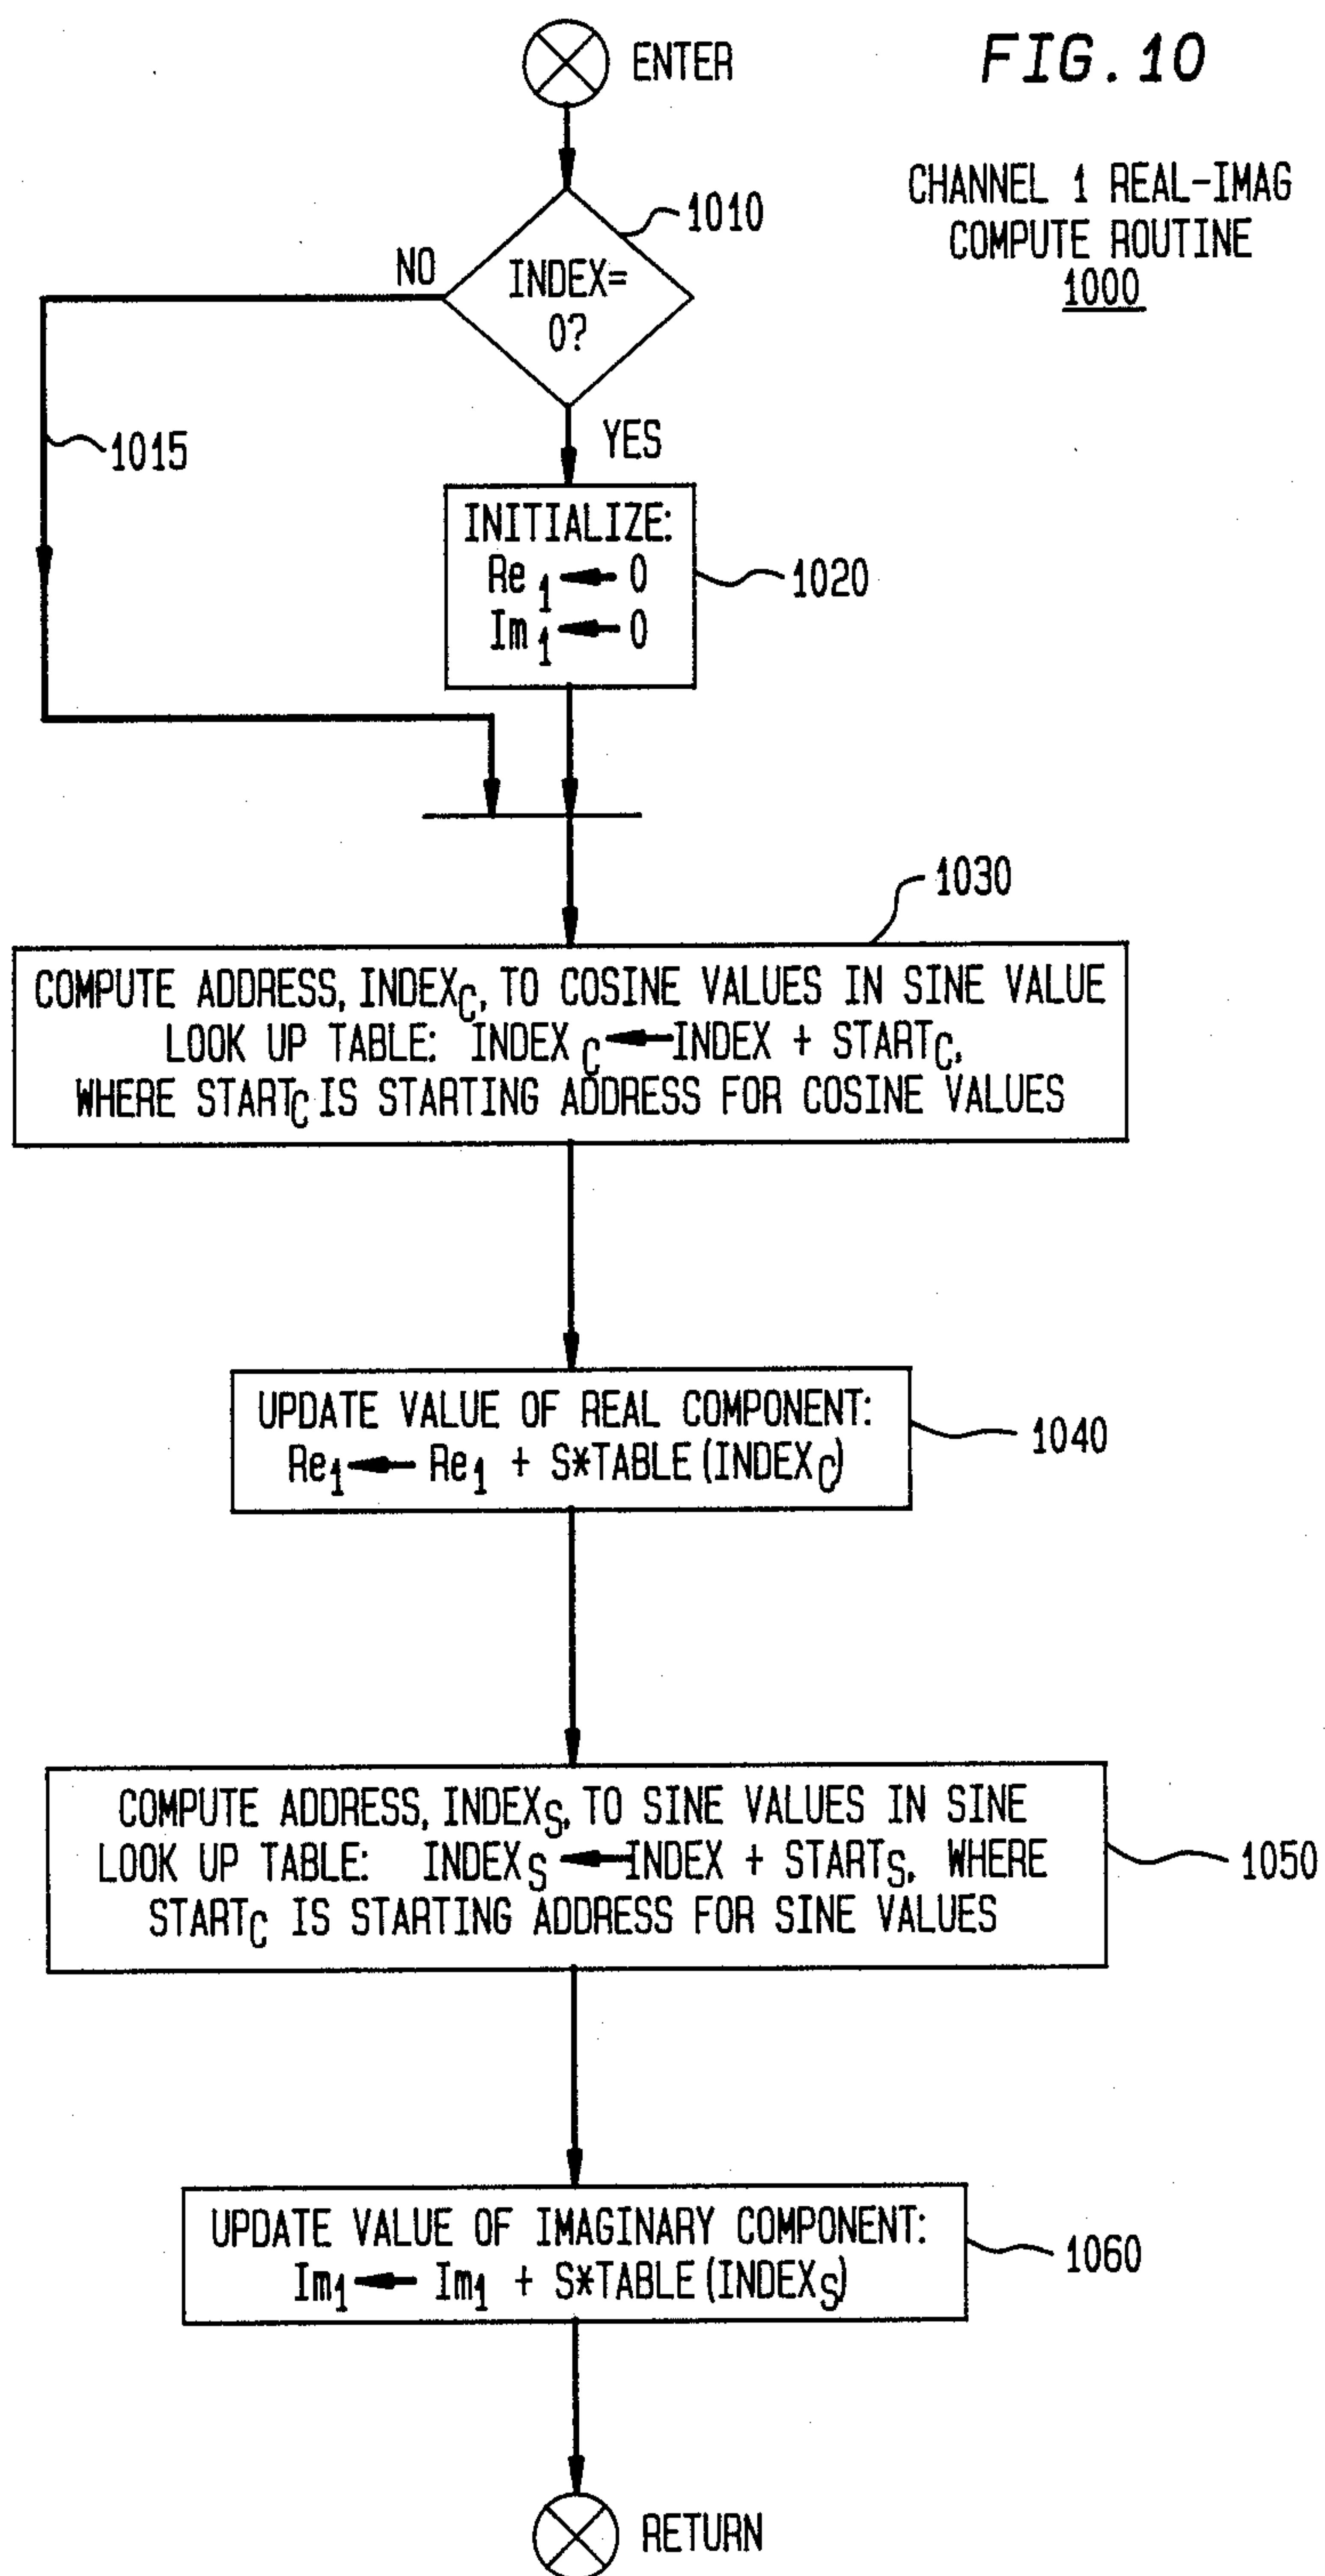 ENTER
FIG. 10
CHANNEL 1 REAL-IMAG
COMPUTE ROUTINE
1000
1010
NO
INDEX=
0?
1015
YES
INITIALIZE:
Re1 ← 0
Im1 ← 0
1020
1030
COMPUTE ADDRESS, INDEXC, TO COSINE VALUES IN SINE VALUE
LOOK UP TABLE: INDEXC ← INDEX + STARTC,
WHERE STARTC IS STARTING ADDRESS FOR COSINE VALUES
UPDATE VALUE OF REAL COMPONENT:
Re1 ← Re1 + S*TABLE(INDEXC)
1040
COMPUTE ADDRESS, INDEXS, TO SINE VALUES IN SINE
LOOK UP TABLE: INDEXS ← INDEX + STARTS, WHERE
STARTC IS STARTING ADDRESS FOR SINE VALUES
1050
UPDATE VALUE OF IMAGINARY COMPONENT:
Im1 ← Im1 + S*TABLE(INDEXS)
1060
RETURN